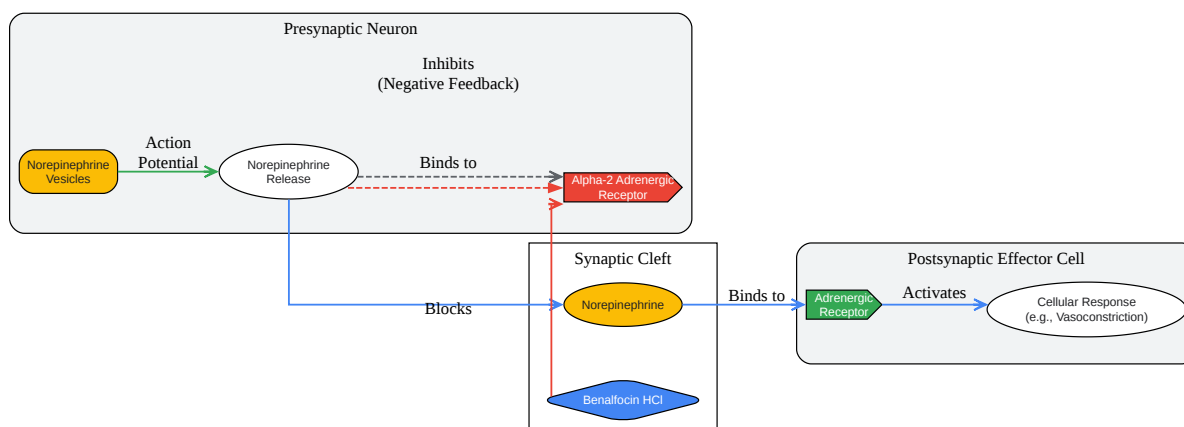 Presynaptic Neuron
Inhibits
(Negative Feedback)
Norepinephrine
Vesicles
Action
Potential
Norepinephrine
Release
Binds to
Alpha-2 Adrenergic
Receptor
Synaptic Cleft
Postsynaptic Effector Cell
Blocks
Norepinephrine
Binds to
Adrenergic
Receptor
Activates
Cellular Response
(e.g., Vasoconstriction)
Benalfocin HCl